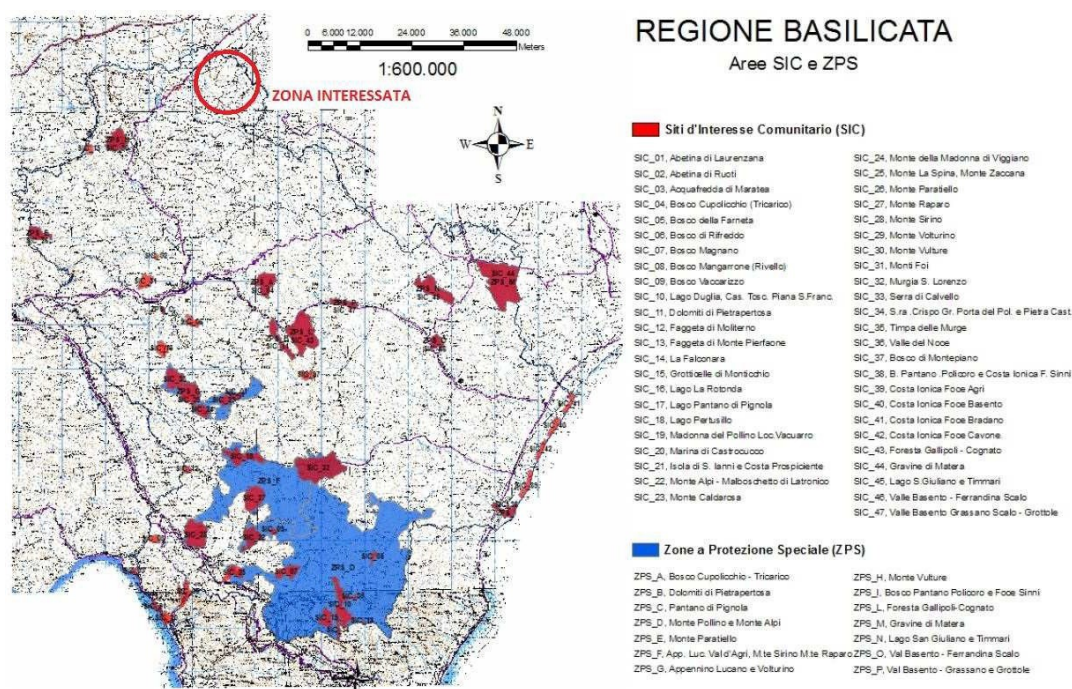 0 6.000 12.000 24.000 36.000 48.000
Meters
1:600.000
ZONA INTERESSATA
N
W E
S
REGIONE BASILICATA
Aree SIC e ZPS
Siti d'Interesse Comunitario (SIC)
SIC_01, Abetina di Laurenzana
SIC_02, Abetina di Ruoti
SIC_03, Acquafredda di Maratea
SIC_04, Bosco Cupolicchio (Tricarico)
SIC_05, Bosco della Farneta
SIC_06, Bosco di Rifreddo
SIC_07, Bosco Magnano
SIC_08, Bosco Mangarrone (Rivello)
SIC_09, Bosco Vaccarizzo
SIC_10, Lago Duglia, Cas. Tosc. Piana S.Franc.
SIC_11, Dolomiti di Pietrapertosa
SIC_12, Faggeta di Moliterno
SIC_13, Faggeta di Monte Pierfaone
SIC_14, La Falconara
SIC_15, Grotticelle di Monticchio
SIC_16, Lago La Rotonda
SIC_17, Lago Pantano di Pignola
SIC_18, Lago Pertusillo
SIC_19, Madonna del Pollino Loc.Vacuarro
SIC_20, Marina di Castrocucco
SIC_21, Isola di S. Ianni e Costa Prospiciente
SIC_22, Monte Alpi - Malboschetto di Latronico
SIC_23, Monte Caldarosa
SIC_24, Monte della Madonna di Viggiano
SIC_25, Monte La Spina, Monte Zaccana
SIC_26, Monte Paratiello
SIC_27, Monte Raparo
SIC_28, Monte Sirino
SIC_29, Monte Volturino
SIC_30, Monte Vulture
SIC_31, Monti Foi
SIC_32, Murgia S. Lorenzo
SIC_33, Serra di Calvello
SIC_34, S.ra .Crispo Gr. Porta del Pol. e Pietra Cast.
SIC_35, Timpa delle Murge
SIC_36, Valle del Noce
SIC_37, Bosco di Montepiano
SIC_38, B. Pantano .Policoro e Costa Ionica F. Sinni
SIC_39, Costa Ionica Foce Agri
SIC_40, Costa Ionica Foce Basento
SIC_41, Costa Ionica Foce Bradano
SIC_42, Costa Ionica Foce Cavone
SIC_43, Foresta Gallipoli - Cognato
SIC_44, Gravine di Matera
SIC_45, Lago S.Giuliano e Timmari
SIC_46, Valle Basento - Ferrandina Scalo
SIC_47, Valle Basento Grassano Scalo - Grottole
Zone a Protezione Speciale (ZPS)
ZPS_A, Bosco Cupolicchio - Tricarico
ZPS_B, Dolomiti di Pietrapertosa
ZPS_C, Pantano di Pignola
ZPS_D, Monte Pollino e Monte Alpi
ZPS_E, Monte Paratiello
ZPS_F, App. Luc. Val d'Agri, M.te Sirino M.te Raparo
ZPS_G, Appennino Lucano e Volturino
ZPS_H, Monte Vulture
ZPS_I, Bosco Pantano Policoro e Foce Sinni
ZPS_L, Foresta Gallipoli-Cognato
ZPS_M, Gravine di Matera
ZPS_N, Lago San Giuliano e Timmari
ZPS_O, Val Basento - Ferrandina Scalo
ZPS_P, Val Basento - Grassano e Grottole
SIC_44
ZPS_M
ZPS_F
SIC_32
ZPS_D